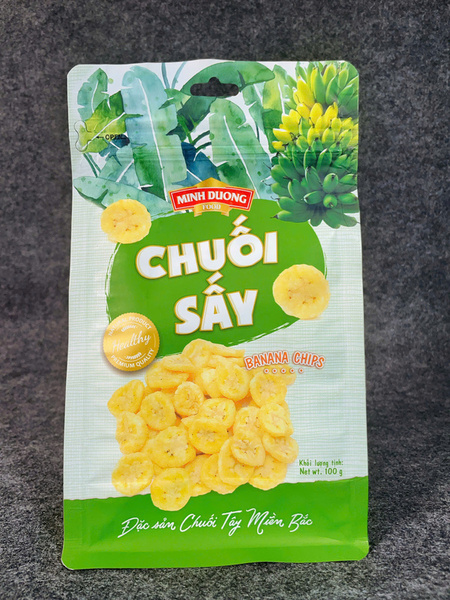 OPEN
MINH DUONG
FOOD
CHUỐI
SẤY
Healthy
PREMIUM QUALITY
BANANA CHIPS
Khối lượng tịnh:
Net wt. 100 g
Đặc sản Chuối Tây Miền Bắc